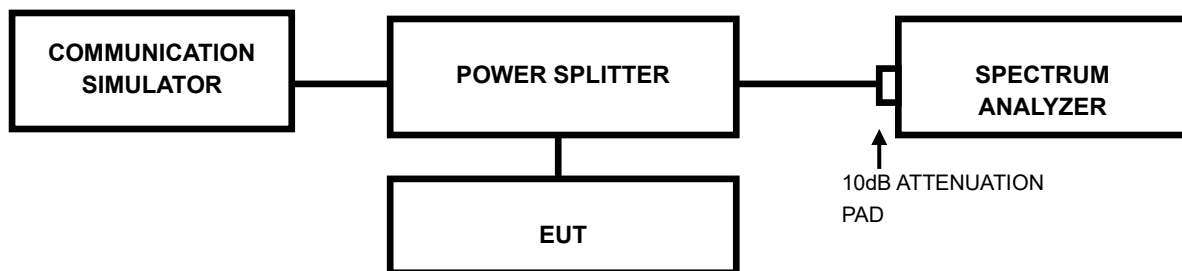 COMMUNICATION
SIMULATOR
POWER SPLITTER
SPECTRUM
ANALYZER
10dB ATTENUATION
PAD
EUT